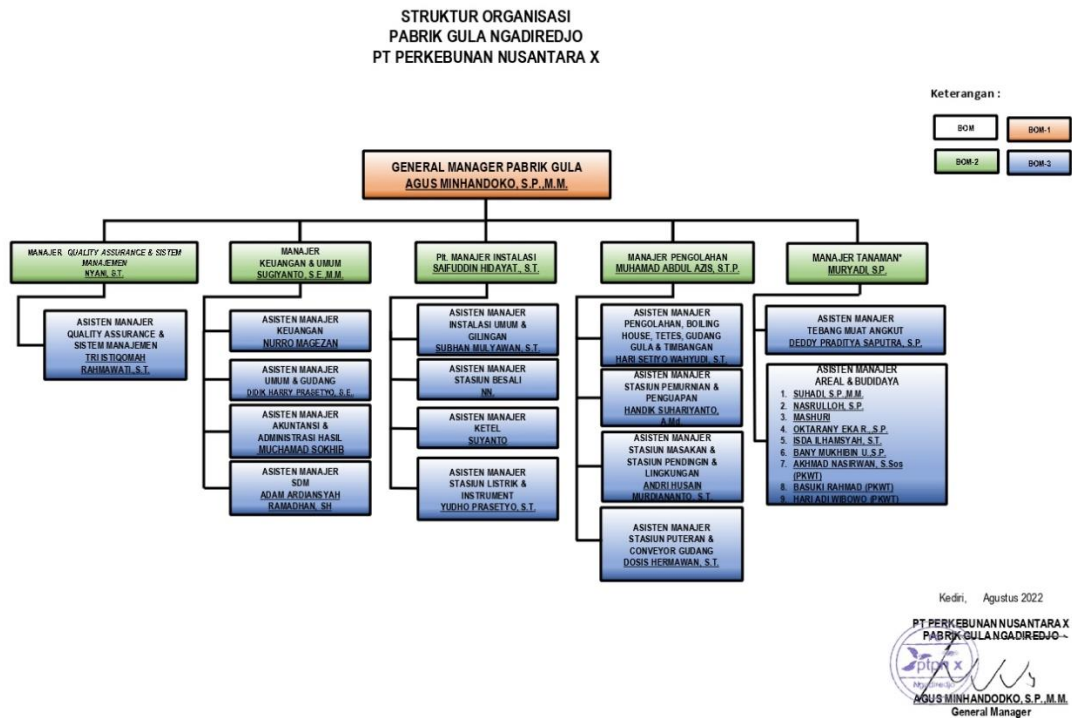 STRUKTUR ORGANISASI
PABRIK GULA NGADIREDJO
PT PERKEBUNAN NUSANTARA X
Keterangan :
BOM
BOM-1
BOM-2
BOM-3
GENERAL MANAGER PABRIK GULA
AGUS MINHANDOKO, S.P.,M.M.
MANAJER QUALITY ASSURANCE & SISTEM
MANAJEMEN
NYANI, S.T.
ASISTEN MANAJER
QUALITY ASSURANCE &
SISTEM MANAJEMEN
TRI ISTIQOMAH
RAHMAWATI, S.T.
MANAJER
KEUANGAN & UMUM
SUGIYANTO, S.E.,M.M.
ASISTEN MANAJER
KEUANGAN
NURRO MAGEZAN
ASISTEN MANAJER
UMUM & GUDANG
DIDIK HARRY PRASETYO, S.E.
ASISTEN MANAJER
AKUNTANSI &
ADMINISTRASI HASIL
MUCHAMAD SOKHIB
ASISTEN MANAJER
SDM
ADAM ARDIANSYAH
RAMADHAN, SH
Plt. MANAJER INSTALASI
SAIFUDDIN HIDAYAT., S.T.
ASISTEN MANAJER
INSTALASI UMUM &
GILINGAN
SUBHAN MULYAWAN, S.T.
ASISTEN MANAJER
STASIUN BESALI
NN.
ASISTEN MANAJER
KETEL
SUYANTO
ASISTEN MANAJER
STASIUN LISTRIK &
INSTRUMENT
YUDHO PRASETYO, S.T.
MANAJER PENGOLAHAN
MUHAMAD ABDUL AZIS, S.T.P.
ASISTEN MANAJER
PENGOLAHAN, BOILING
HOUSE, TETES, GUDANG
GULA & TIMBANGAN
HARI SETIYO WAHYUDI, S.T.
ASISTEN MANAJER
STASIUN PEMURNIAN &
PENGUAPAN
HANDIK SUHARIYANTO,
A.Md.
ASISTEN MANAJER
STASIUN MASAKAN &
STASIUN PENDINGIN &
LINGKUNGAN
ANDRI HUSAIN
MURDIANANTO, S.T
ASISTEN MANAJER
STASIUN PUTERAN &
CONVEYOR GUDANG
DOSIS HERMAWAN, S.T.
MANAJER TANAMAN*
MURYADI, S.P.
ASISTEN MANAJER
TEBANG MUAT ANGKUT
DEDDY PRADITYA SAPUTRA, S.P.
ASISTEN MANAJER
AREAL & BUDIDAYA
1. SUHADI, S.P.,M.M.
2. NASRULLOH, S.P.
3. MASHURI
4. OKTARANY EKA R., S.P.
5. ISDA ILHAMSYAH, S.T.
6. BANY MUKHIBIN U.,S.P.
7. AKHMAD NASIRWAN, S.Sos
(PKWT)
8. BASUKI RAHMAD (PKWT)
9. HARI ADI WIBOWO (PKWT)
Kediri, Agustus 2022
PT PERKEBUNAN NUSANTARA X
PABRIK GULA NGADIREDJO
ptpn x
Ngadiredjo
AGUS MINHANDODKO, S.P.,M.M.
General Manager